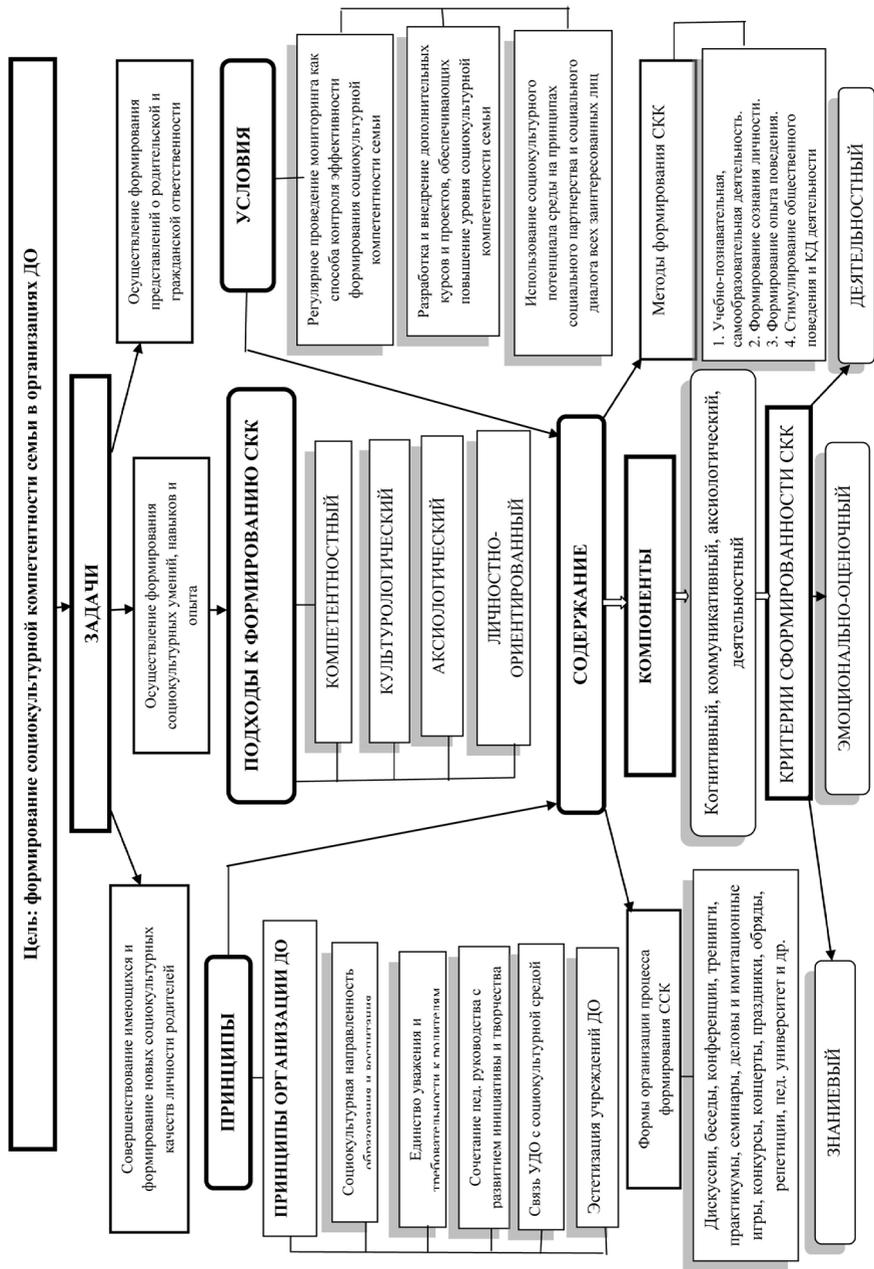 Цель: формирование социокультурной компетентности семьи в организациях ДО
ЗАДАЧИ
Совершенствование имеющихся и
формирование новых социокультурных
качеств личности родителей
Осуществление формирования
социокультурных умений, навыков и
опыта
Осуществление формирования
представлений о родительской и
гражданской ответственности
ПРИНЦИПЫ
ПРИНЦИПЫ ОРГАНИЗАЦИИ ДО
Социокультурная направленность
образования и воспитания
Единство уважения и
требовательности к родителям
Сочетание пед. руководства с
развитием инициативы и творчества
Связь УДО с социокультурной средой
Эстетизация учреждений ДО
ПОДХОДЫ К ФОРМИРОВАНИЮ СКК
КОМПЕТЕНТНОСТНЫЙ
КУЛЬТУРОЛОГИЧЕСКИЙ
АКСИОЛОГИЧЕСКИЙ
ЛИЧНОСТНО-
ОРИЕНТИРОВАННЫЙ
УСЛОВИЯ
Регулярное проведение мониторинга как
способа контроля эффективности
формирования социокультурной
компетентности семьи
Разработка и внедрение дополнительных
курсов и проектов, обеспечивающих
повышение уровня социокультурной
компетентности семьи
Использование социокультурного
потенциала среды на принципах
социального партнерства и социального
диалога всех заинтересованных лиц
СОДЕРЖАНИЕ
Формы организации процесса
формирования ССК
Дискуссии, беседы, конференции, тренинги,
практикумы, семинары, деловы и имитационные
игры, конкурсы, концерты, праздники, обряды,
репетиции, пед. университет и др.
КОМПОНЕНТЫ
Когнитивный, коммуникативный, аксиологический,
деятельностный
Методы формирования СКК
1. Учебно-познавательная,
самообразовательная деятельность.
2. Формирование сознания личности.
3. Формирование опыта поведения.
4. Стимулирование общественного
поведения и КД деятельности
КРИТЕРИИ СФОРМИРОВАННОСТИ СКК
ЗНАНИЕВЫЙ
ЭМОЦИОНАЛЬНО-ОЦЕНОЧНЫЙ
ДЕЯТЕЛЬНОСТНЫЙ